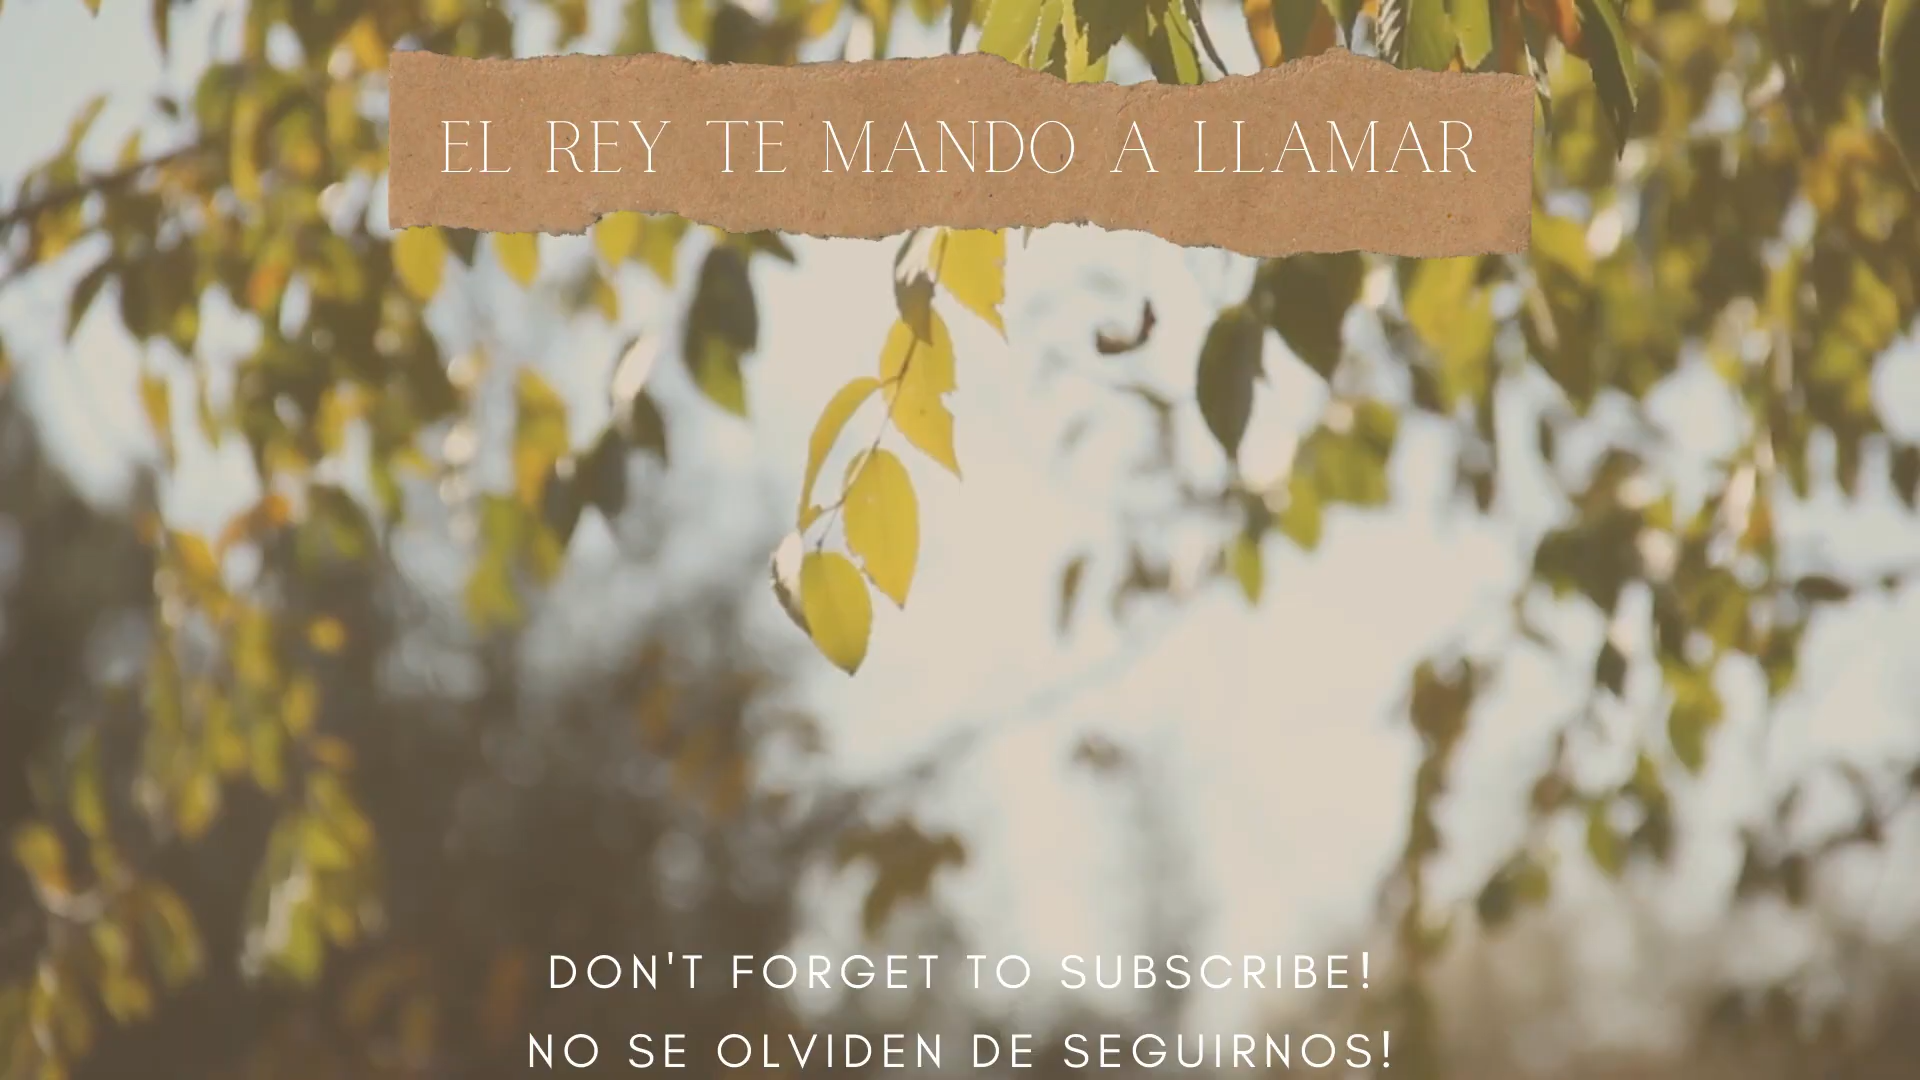 EL REY TE MANDO A LLAMAR
DON'T FORGET TO SUBSCRIBE!
NO SE OLVIDEN DE SEGUIRNOS!